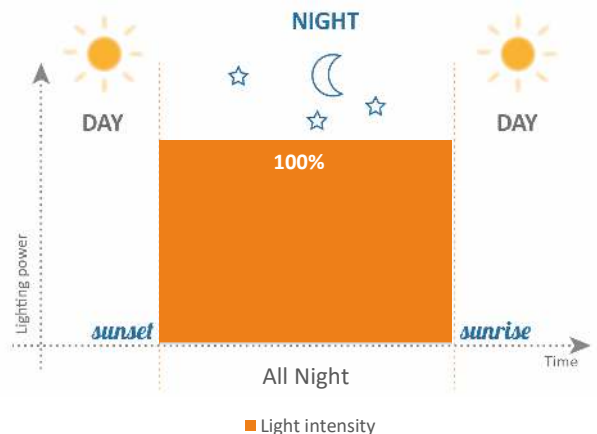 NIGHT
DAY
DAY
100%
Lighting power
sunset
sunrise
Time
All Night
Light intensity